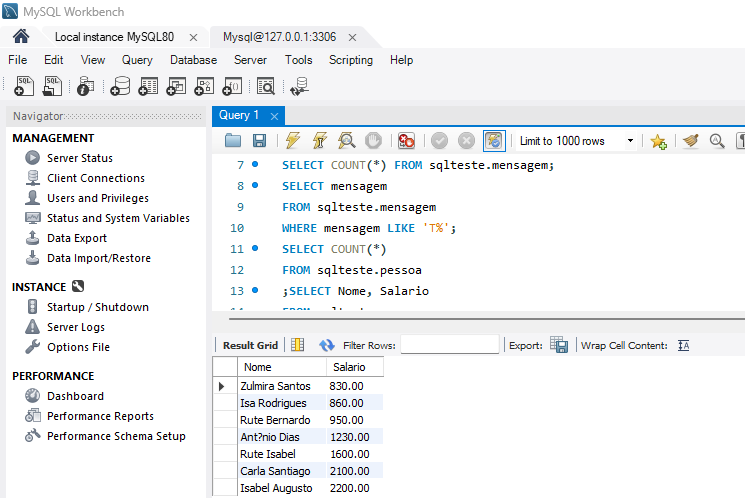 MySQL Workbench
Local instance MySQL80 Mysql@127.0.0.1:3306
File Edit View Query Database Server Tools Scripting Help
Navigator
MANAGEMENT
Server Status
Client Connections
Users and Privileges
Status and System Variables
Data Export
Data Import/Restore
INSTANCE
Startup / Shutdown
Server Logs
Options File
PERFORMANCE
Dashboard
Performance Reports
Performance Schema Setup
Query 1
Limit to 1000 rows
7 SELECT COUNT(*) FROM sqlteste.mensagem;
8 SELECT mensagem
9 FROM sqlteste.mensagem
10 WHERE mensagem LIKE 'T%';
11 SELECT COUNT(*)
12 FROM sqlteste.pessoa
13 ;SELECT Nome, Salario
Result Grid Filter Rows: Export: Wrap Cell Content:
Nome Salario
Zulmira Santos 830.00
Isa Rodrigues 860.00
Rute Bernardo 950.00
Ant?nio Dias 1230.00
Rute Isabel 1600.00
Carla Santiago 2100.00
Isabel Augusto 2200.00